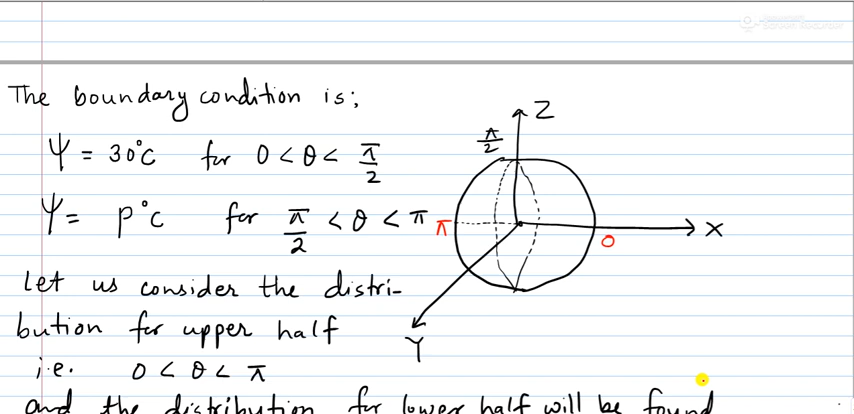 The boundary condition is;
Ψ = 30°C for 0 < θ < π/2
Ψ = p°C for π/2 < θ < π
Let us consider the distri-
bution for upper half
i.e. 0 < θ < π
and the distribution for lower half will be found
Z
π/2
π
0
X
Y